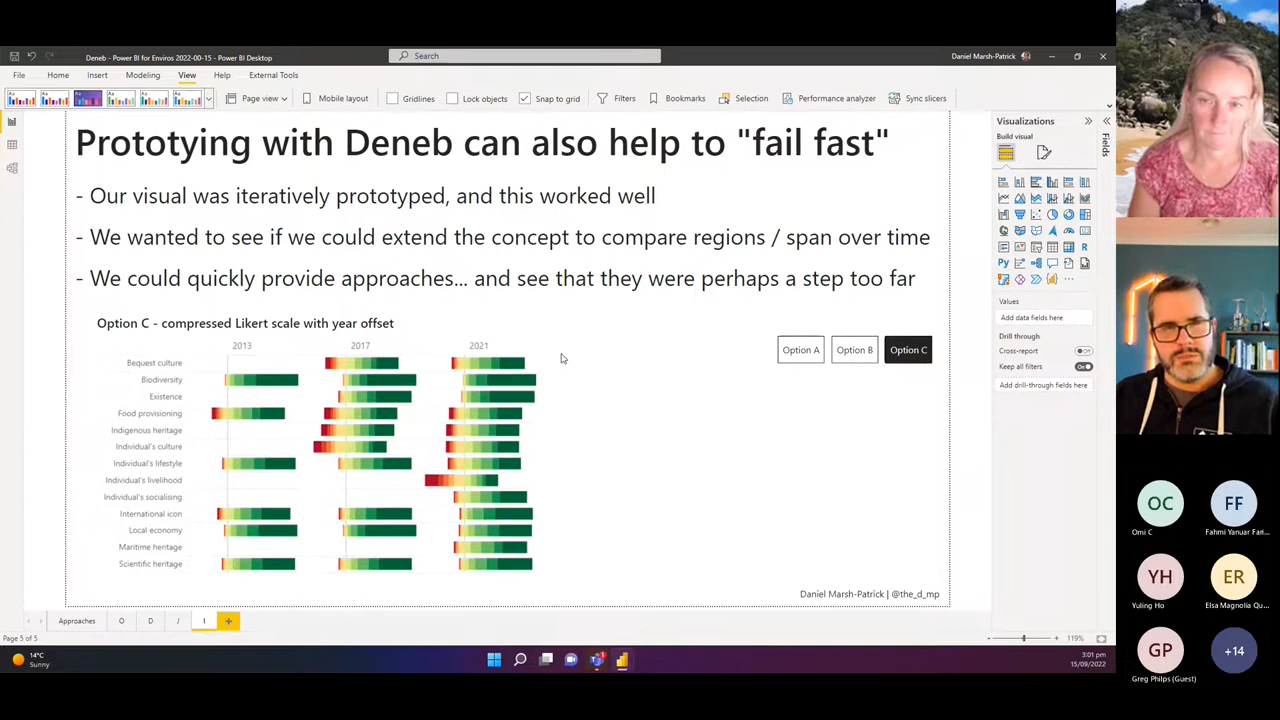 Deneb - Power BI for Enviros 2022-00-15 - Power BI Desktop
Search
Daniel Marsh-Patrick
File Home Insert Modeling View Help External Tools
Page view
Mobile layout
Gridlines
Lock objects
Snap to grid
Filters
Bookmarks
Selection
Performance analyzer
Sync slicers
Prototying with Deneb can also help to "fail fast"
- Our visual was iteratively prototyped, and this worked well
- We wanted to see if we could extend the concept to compare regions / span over time
- We could quickly provide approaches... and see that they were perhaps a step too far
Option C - compressed Likert scale with year offset
Option A
Option B
Option C
2013 2017 2021
Bequest culture
Biodiversity
Existence
Food provisioning
Indigenous heritage
Individual's culture
Individual's lifestyle
Individual's livelihood
Individual's socialising
International icon
Local economy
Maritime heritage
Scientific heritage
Daniel Marsh-Patrick | @the_d_mp
Visualizations
Build visual
Fields
R
Py
Values
Add data fields here
Drill through
Cross-report
Off
Keep all filters
On
Add drill-through fields here
Approaches
O
D
I
I
+
Page 5 of 5
- + 119%
14°C
Sunny
3:01 pm
15/09/2022
OC
Omi C
FF
Fahmi Yanuar Fari...
YH
Yuling Ho
ER
Elsa Magnolia Qu...
GP
Greg Philps (Guest)
+14